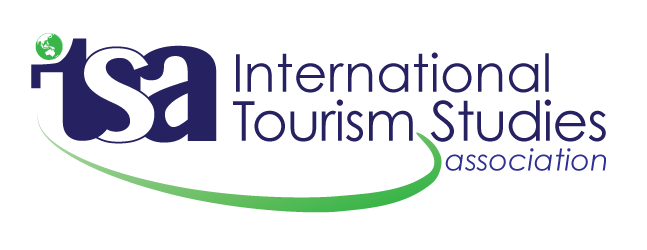 itsa
International
Tourism Studies
association